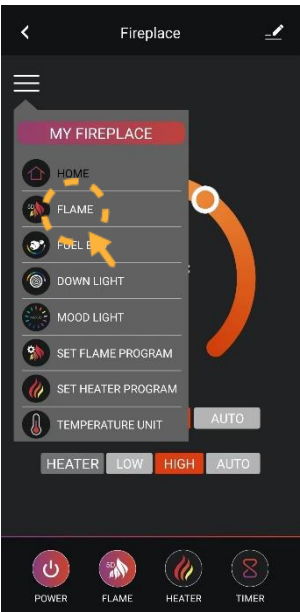 Fireplace
MY FIREPLACE
HOME
FLAME
FUEL
DOWN LIGHT
MOOD LIGHT
SET FLAME PROGRAM
SET HEATER PROGRAM
TEMPERATURE UNIT
AUTO
HEATER LOW HIGH AUTO
POWER FLAME HEATER TIMER